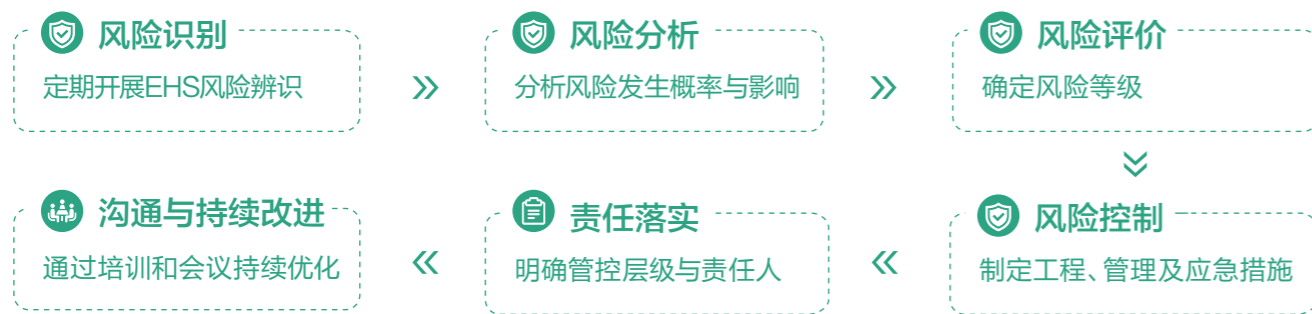 风险识别
定期开展EHS风险辨识
风险分析
分析风险发生概率与影响
风险评价
确定风险等级
风险控制
制定工程、管理及应急措施
责任落实
明确管控层级与责任人
沟通与持续改进
通过培训和会议持续优化